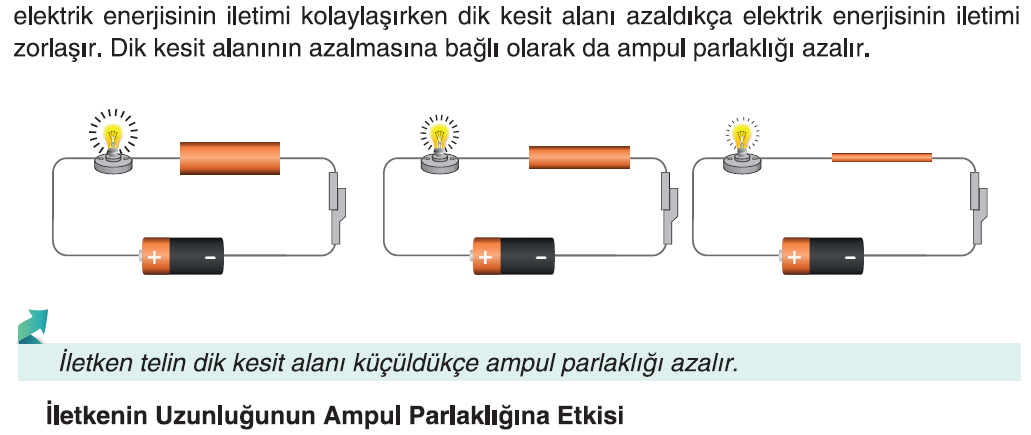 elektrik enerjisinin iletimi kolaylaşırken dik kesit alanı azaldıkça elektrik enerjisinin iletimi
zorlaşır. Dik kesit alanının azalmasına bağlı olarak da ampul parlaklığı azalır.
+ - + - + -
İletken telin dik kesit alanı küçüldükçe ampul parlaklığı azalır.
İletkenin Uzunluğunun Ampul Parlaklığına Etkisi